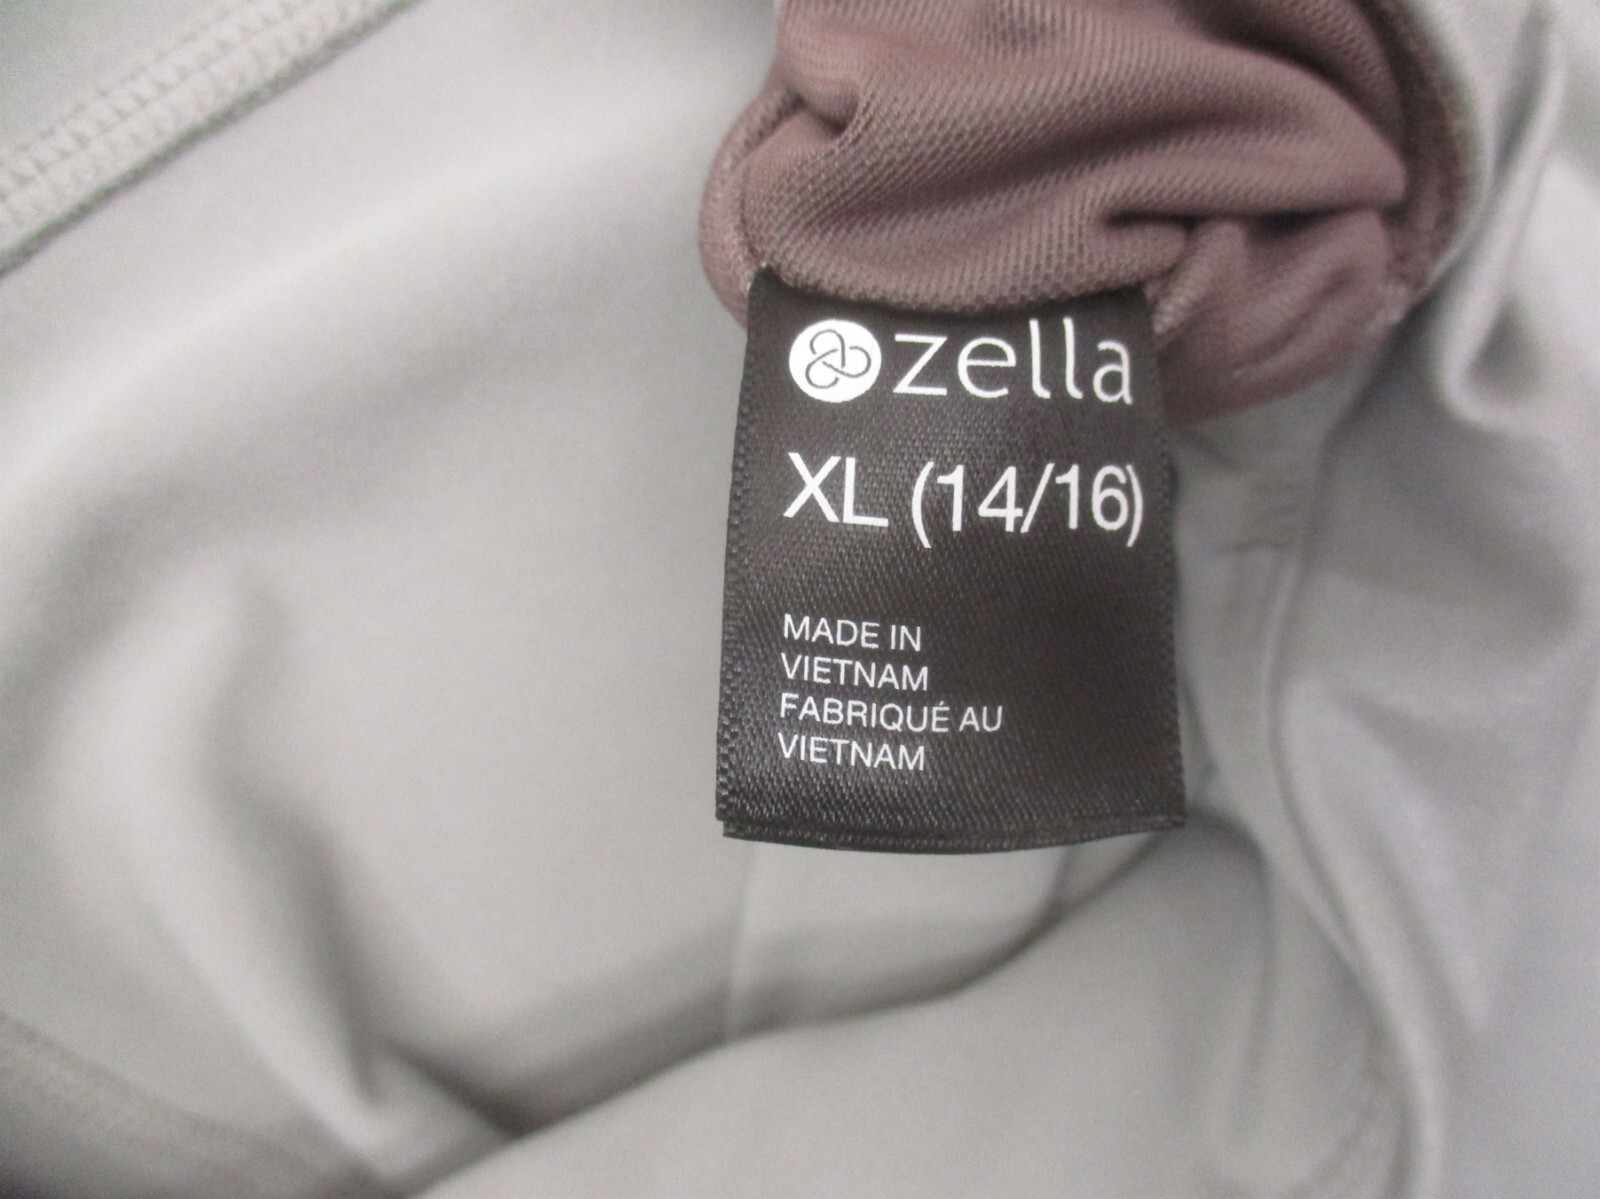 zella
XL (14/16)
MADE IN
VIETNAM
FABRIQUÉ AU
VIETNAM